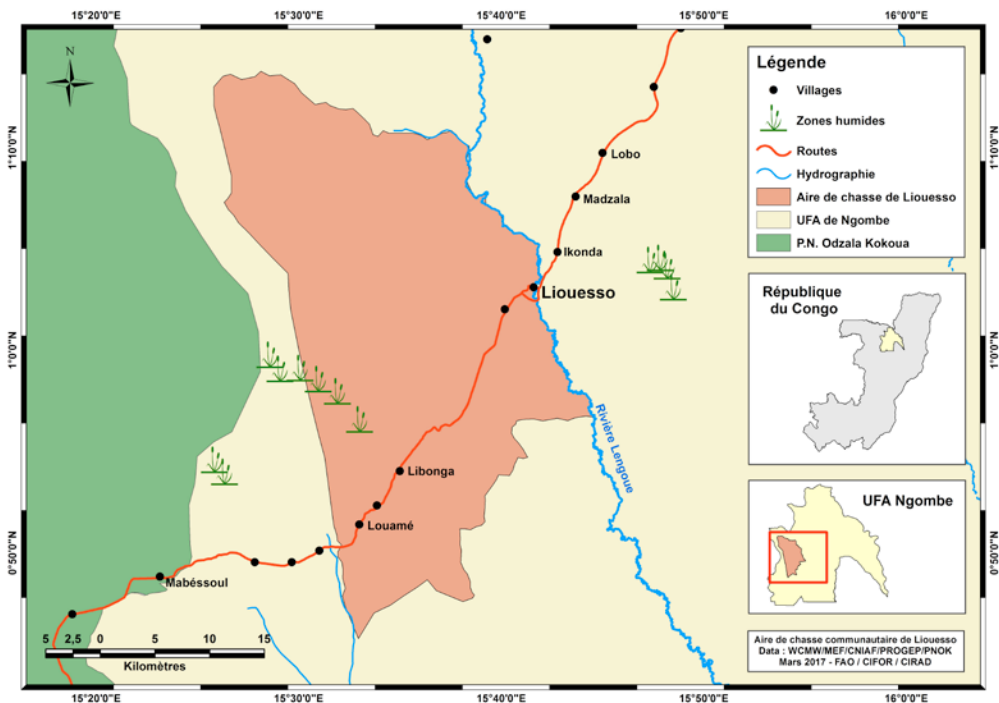 15°20'0"E
15°30'0"E
15°40'0"E
15°50'0"E
16°0'0"E
N
1°10'0"N
1°0'0"N
0°50'0"N
Lobo
Madzala
Ikonda
Liouesso
Rivière Lengoue
Libonga
Louamé
Mabéssoul
5 2,5 0 5 10 15
Kilomètres
Légende
Villages
Zones humides
Routes
Hydrographie
Aire de chasse de Liouesso
UFA de Ngombe
P.N. Odzala Kokoua
République
du Congo
UFA Ngombe
Aire de chasse communautaire de Liouesso
Data : WCMW/MEF/CNIAF/PROGEP/PNOK
Mars 2017 - FAO / CIFOR / CIRAD
1°10'0"N
1°0'0"N
0°50'0"N
15°20'0"E
15°30'0"E
15°40'0"E
15°50'0"E
16°0'0"E